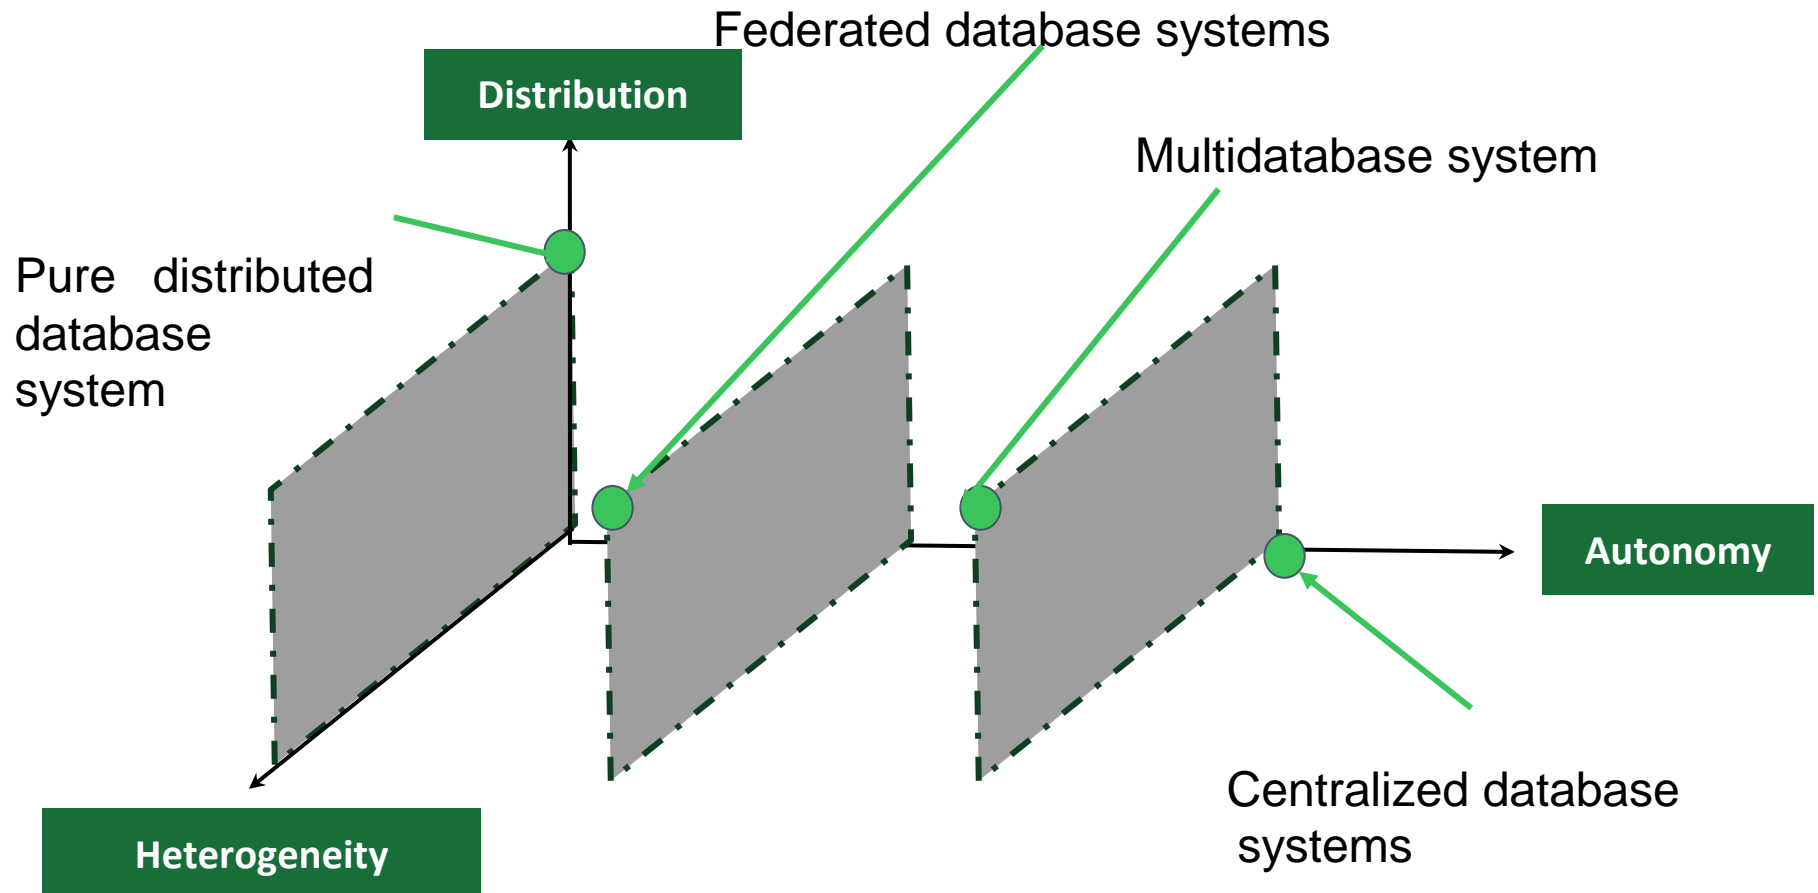 Federated database systems
Distribution
Multidatabase system
Pure distributed
database
system
Autonomy
Centralized database
systems
Heterogeneity